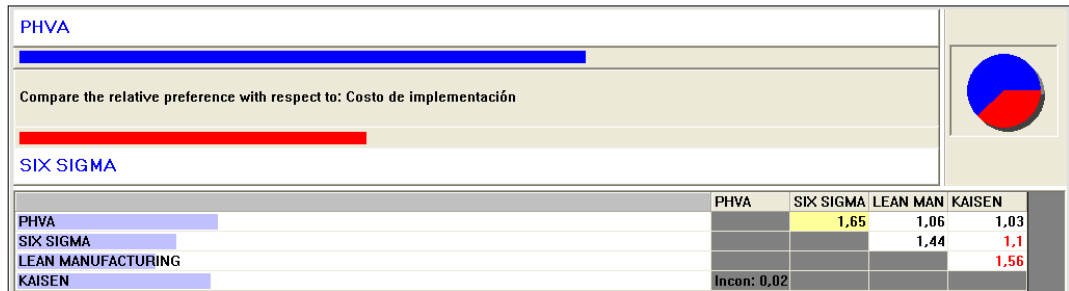 PHVA
Compare the relative preference with respect to: Costo de implementación
SIX SIGMA
PHVA SIX SIGMA LEAN MAN KAISEN
PHVA 1,65 1,06 1,03
SIX SIGMA 1,44 1,1
LEAN MANUFACTURING 1,56
KAISEN Incon: 0,02